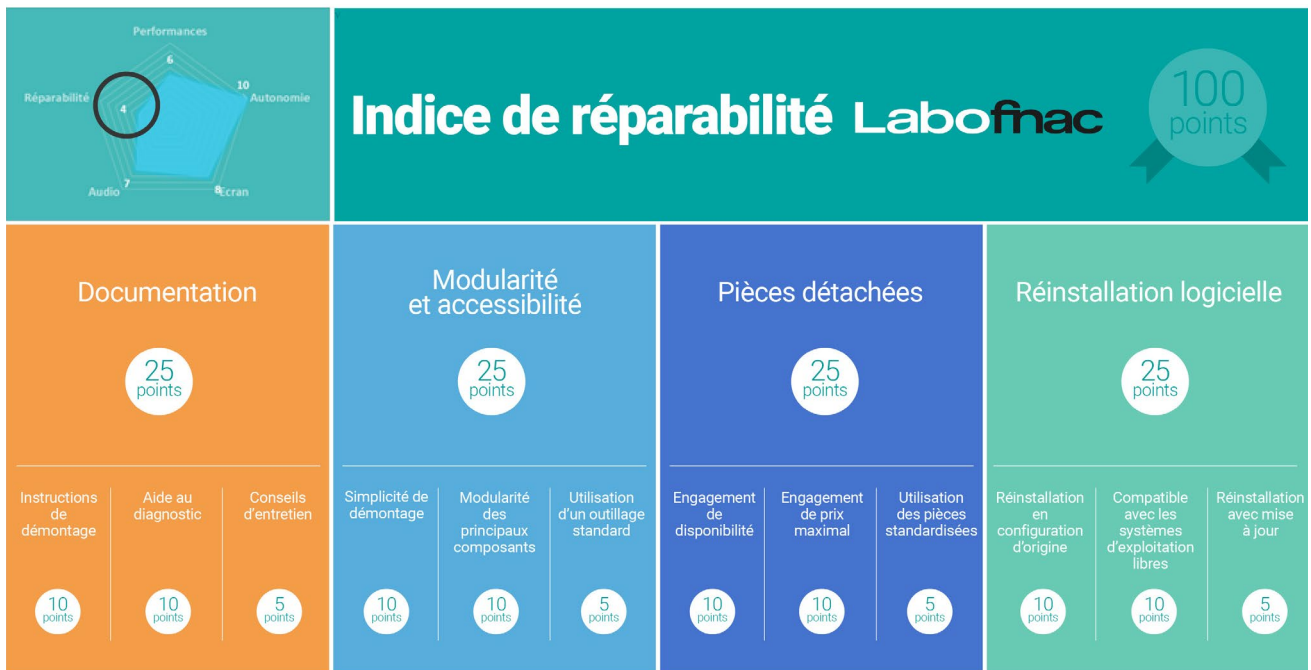 Performances
6
Réparabilité
4
10
Autonomie
Audio
7
8
Ecran
Indice de réparabilité Labofnac
100
points
Documentation
25
points
Instructions
de
démontage
10
points
Aide au
diagnostic
10
points
Conseils
d'entretien
5
points
Modularité
et accessibilité
25
points
Simplicité de
démontage
10
points
Modularité
des
principaux
composants
10
points
Utilisation
d'un outillage
standard
5
points
Pièces détachées
25
points
Engagement
de
disponibilité
10
points
Engagement
de prix
maximal
10
points
Utilisation
des pièces
standardisées
5
points
Réinstallation logicielle
25
points
Réinstallation
en
configuration
d'origine
10
points
Compatible
avec les
systèmes
d'exploitation
libres
10
points
Réinstallation
avec mise
à jour
5
points